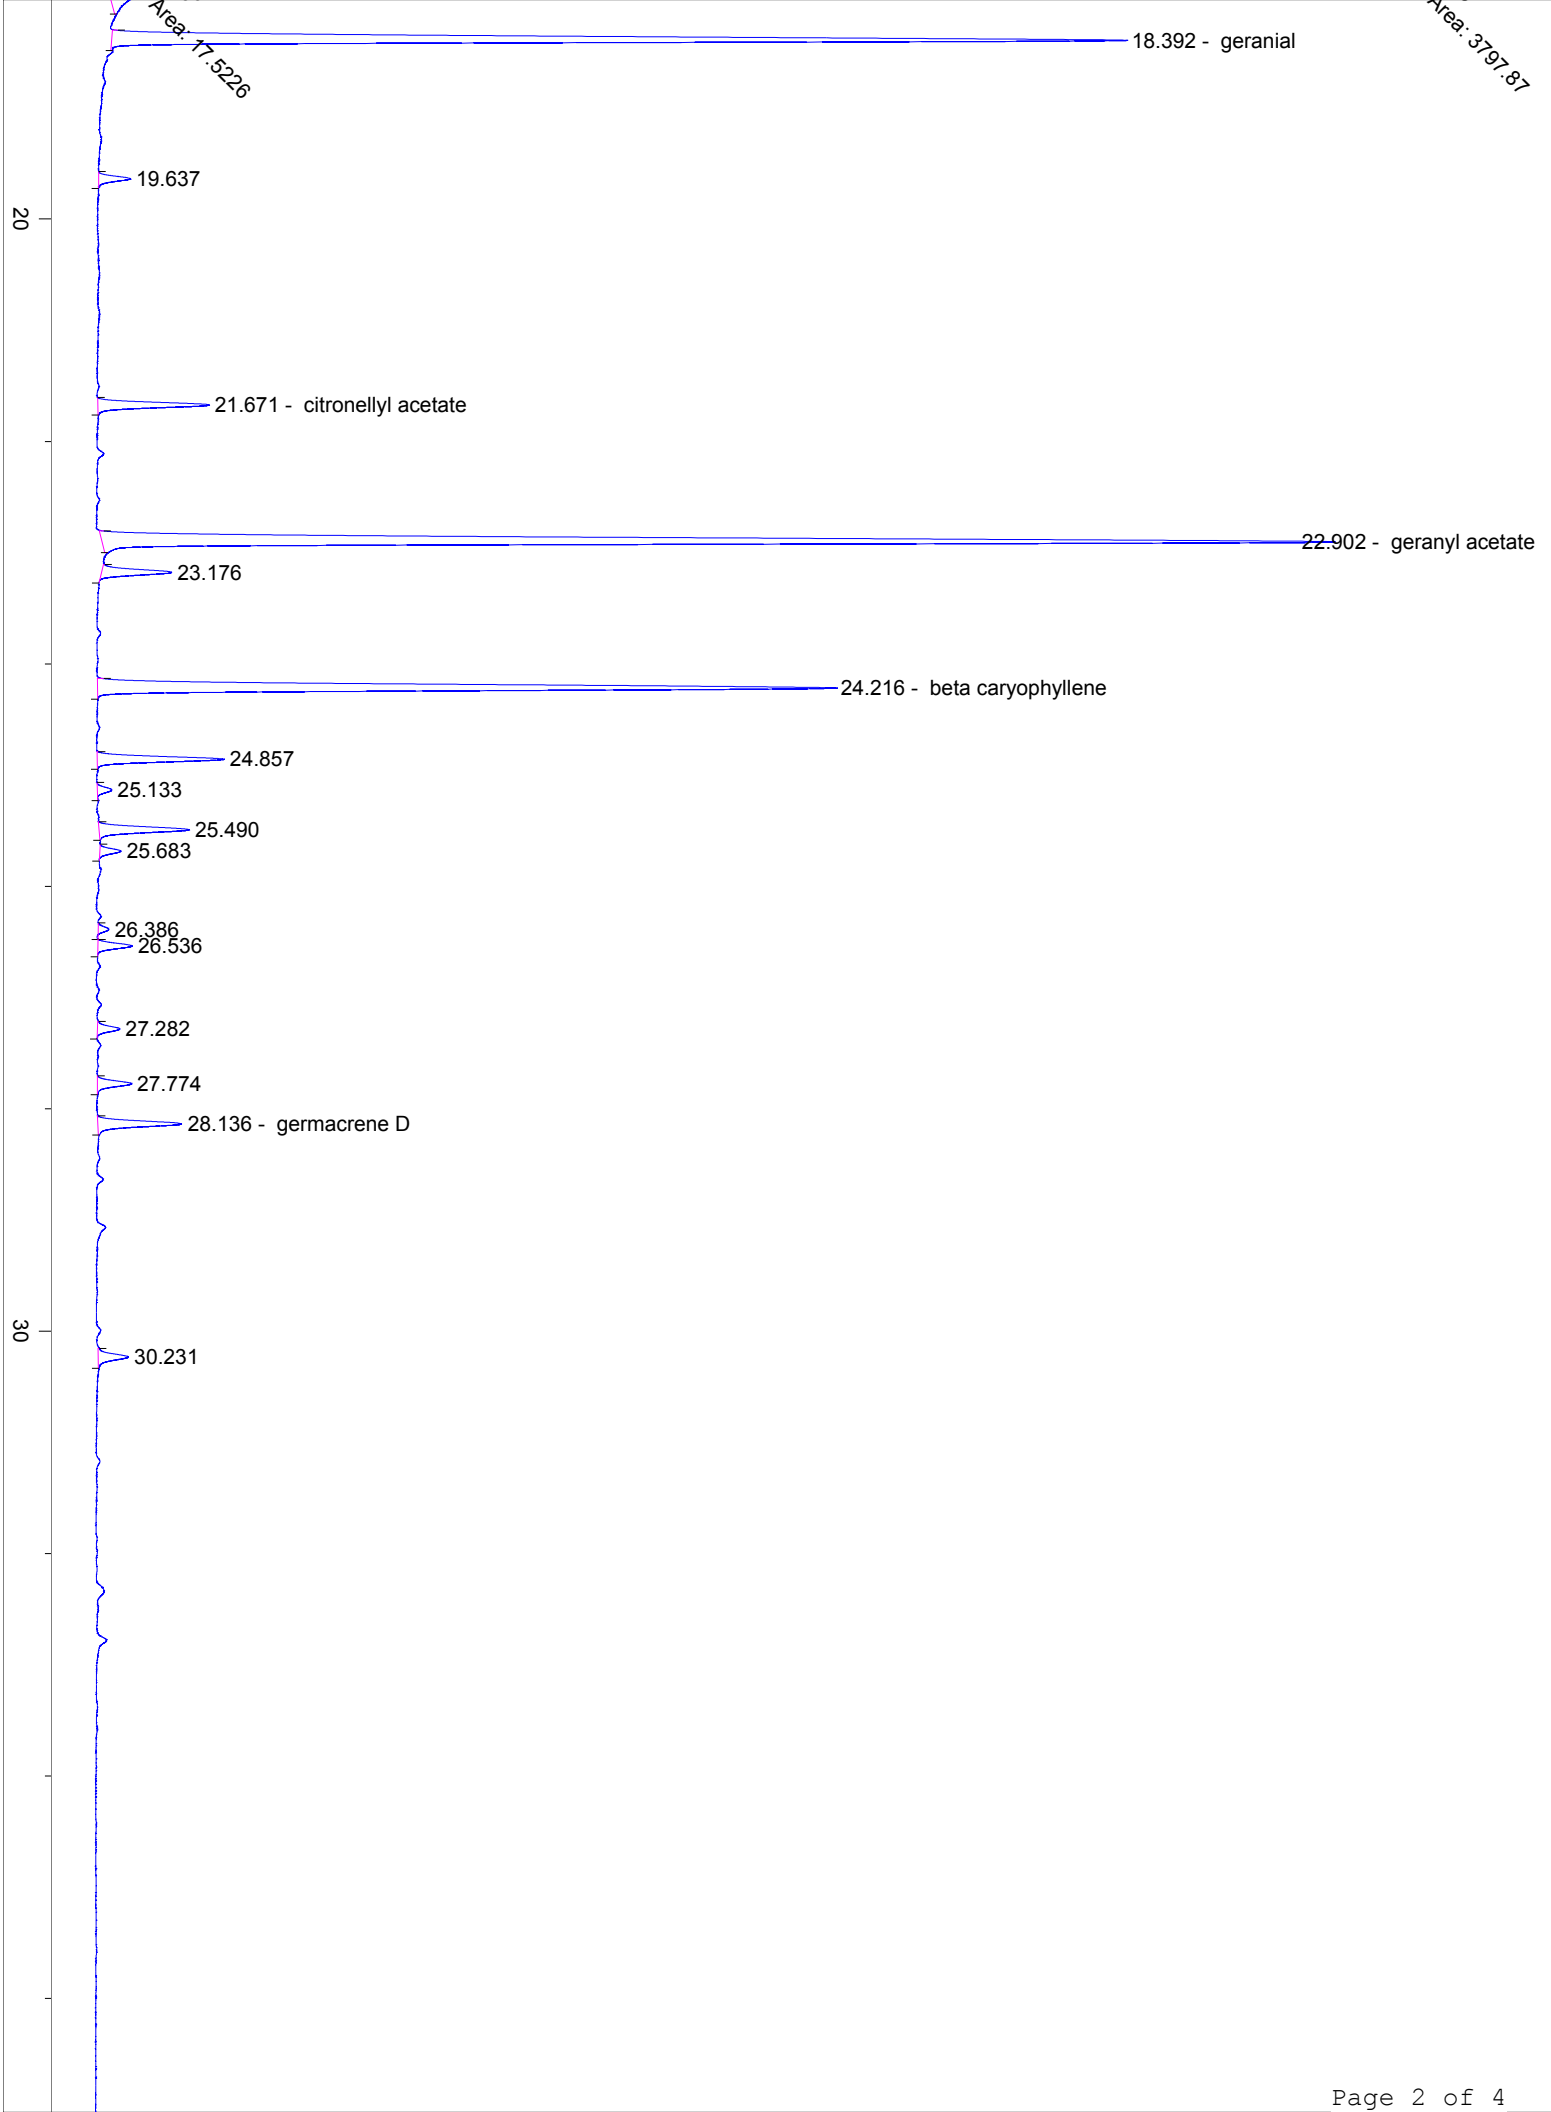 Area: 17.5226
Area: 3797.87
18.392 - geranial
19.637
20
21.671 - citronellyl acetate
22.902 - geranyl acetate
23.176
24.216 - beta caryophyllene
24.857
25.133
25.490
25.683
26.386
26.536
27.282
27.774
28.136 - germacrene D
30
30.231
Page 2 of 4